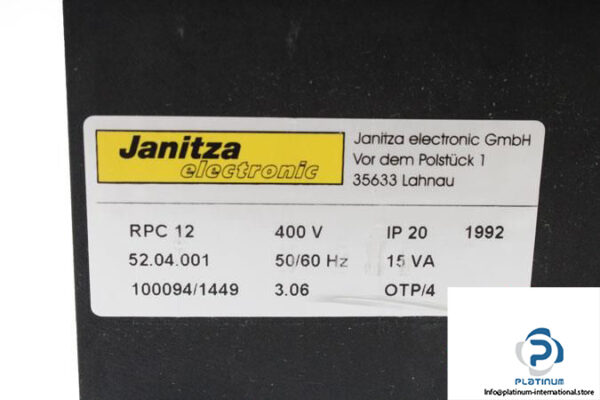 Janitza
electronic
Janitza electronic GmbH
Vor dem Polstück 1
35633 Lahnau
RPC 12 400 V IP 20 1992
52.04.001 50/60 Hz 15 VA
100094/1449 3.06 OTP/4
PLATINUM
Info@platinum-international.store